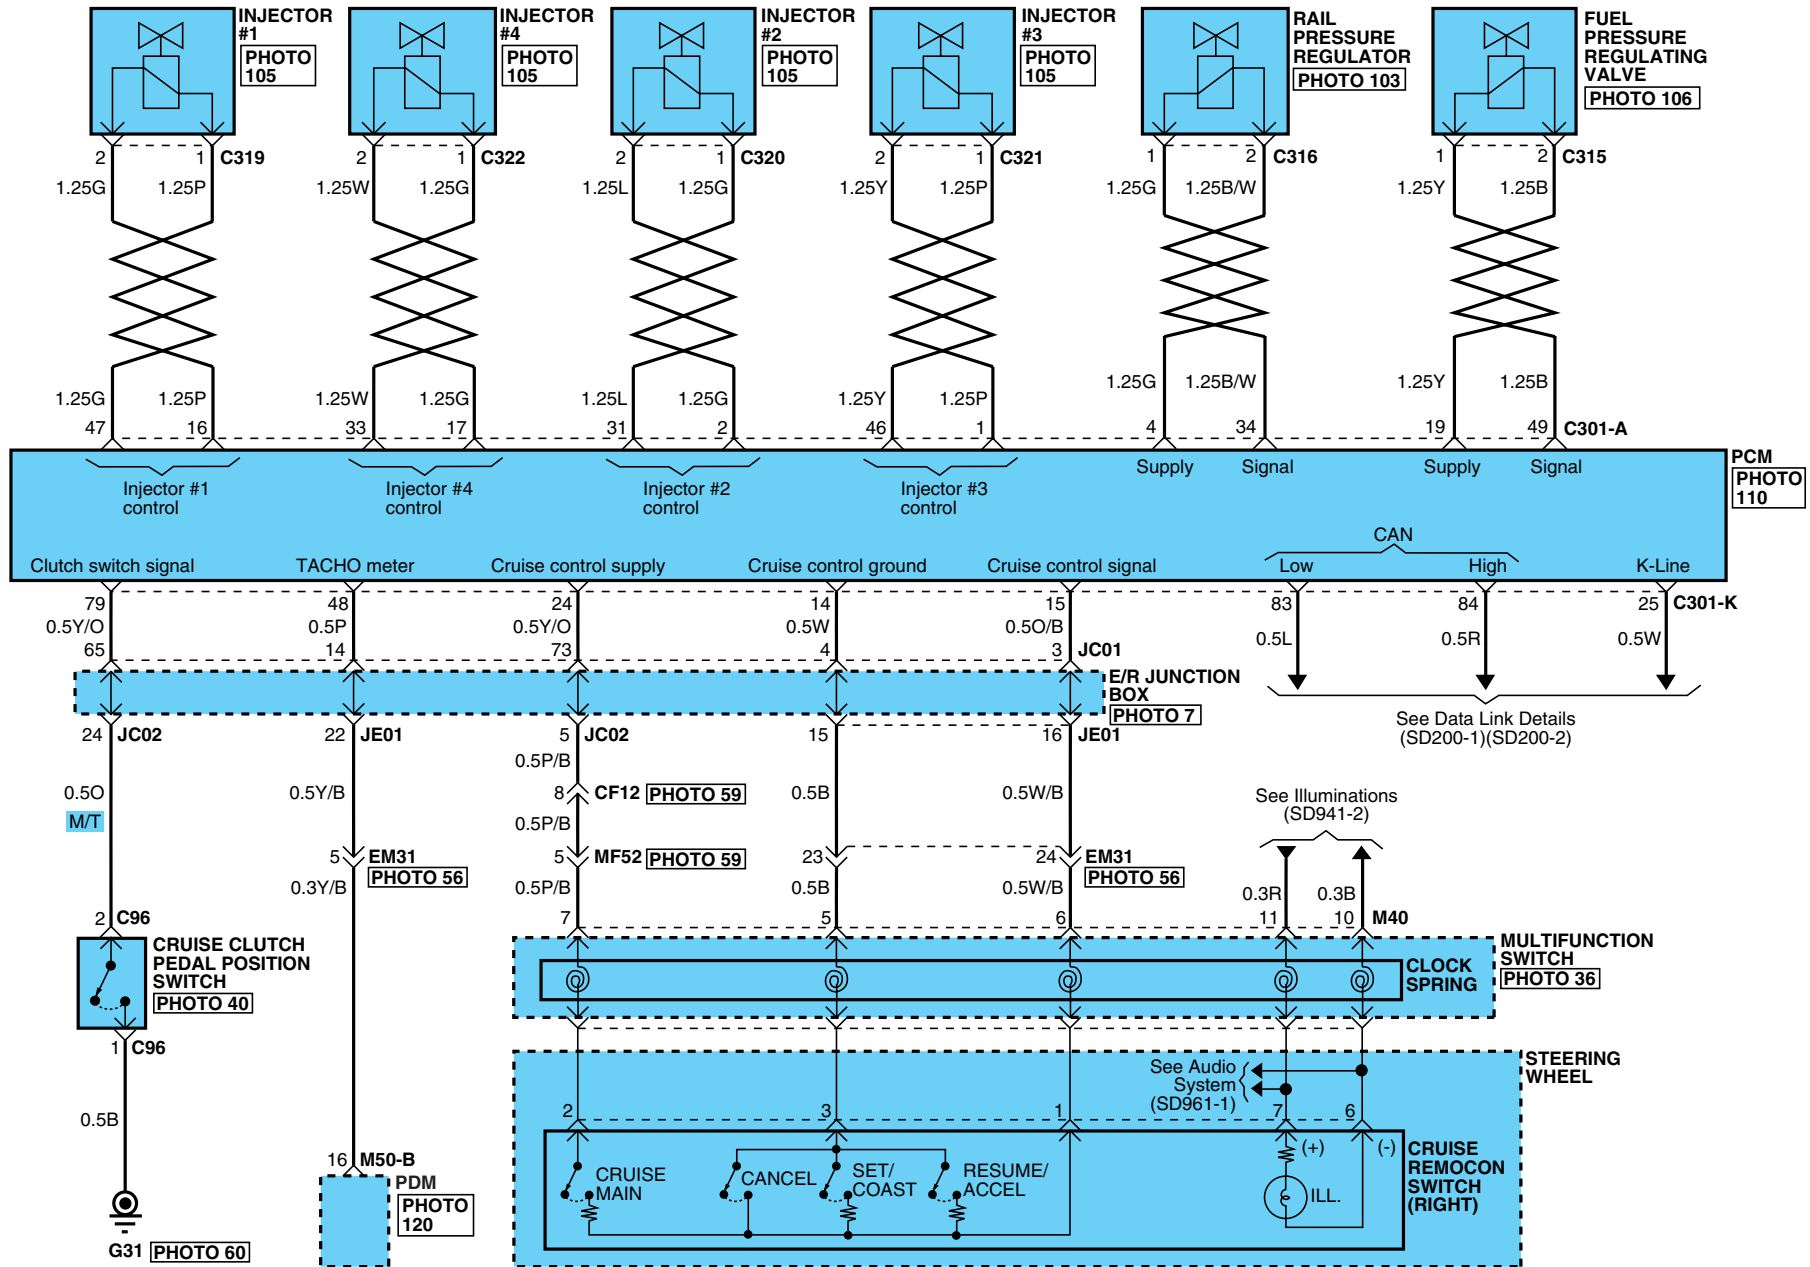 INJECTOR
#1
PHOTO
105
INJECTOR
#4
PHOTO
105
INJECTOR
#2
PHOTO
105
INJECTOR
#3
PHOTO
105
RAIL
PRESSURE
REGULATOR
PHOTO 103
FUEL
PRESSURE
REGULATING
VALVE
PHOTO 106
2 1 C319
2 1 C322
2 1 C320
2 1 C321
1 2 C316
1 2 C315
1.25G 1.25P
1.25W 1.25G
1.25L 1.25G
1.25Y 1.25P
1.25G 1.25B/W
1.25Y 1.25B
1.25G 1.25B/W
1.25Y 1.25B
1.25G 1.25P
1.25W 1.25G
1.25L 1.25G
1.25Y 1.25P
47 16
33 17
31 2
46 1
4 34
19 49 C301-A
PCM
PHOTO
110
Injector #1
control
Injector #4
control
Injector #2
control
Injector #3
control
Supply Signal
Supply Signal
CAN
Clutch switch signal
TACHO meter
Cruise control supply
Cruise control ground
Cruise control signal
Low
High
K-Line
79 48 24 14 15 83 84 25 C301-K
0.5Y/O 0.5P 0.5Y/O 0.5W 0.5O/B 0.5L 0.5R 0.5W
65 14 73 4 3 JC01
E/R JUNCTION
BOX
PHOTO 7
See Data Link Details
(SD200-1)(SD200-2)
24 JC02
22 JE01
5 JC02
15
16 JE01
0.5P/B
0.5O
0.5Y/B
8 CF12 PHOTO 59
0.5B
0.5W/B
See Illuminations
(SD941-2)
M/T
0.5P/B
5 EM31
PHOTO 56
5 MF52 PHOTO 59
23
24 EM31
PHOTO 56
0.3Y/B
0.5P/B
0.5B
0.5W/B
0.3R 0.3B
2 C96
7 5 6 11 10 M40
CRUISE CLUTCH
PEDAL POSITION
SWITCH
PHOTO 40
MULTIFUNCTION
SWITCH
PHOTO 36
CLOCK
SPRING
1 C96
STEERING
WHEEL
See Audio
System
(SD961-1)
0.5B
2 3 1 7 6
(+) (-)
CRUISE
REMOCON
SWITCH
(RIGHT)
16 M50-B
PDM
PHOTO
120
CRUISE
MAIN
CANCEL
SET/
COAST
RESUME/
ACCEL
ILL.
G31 PHOTO 60